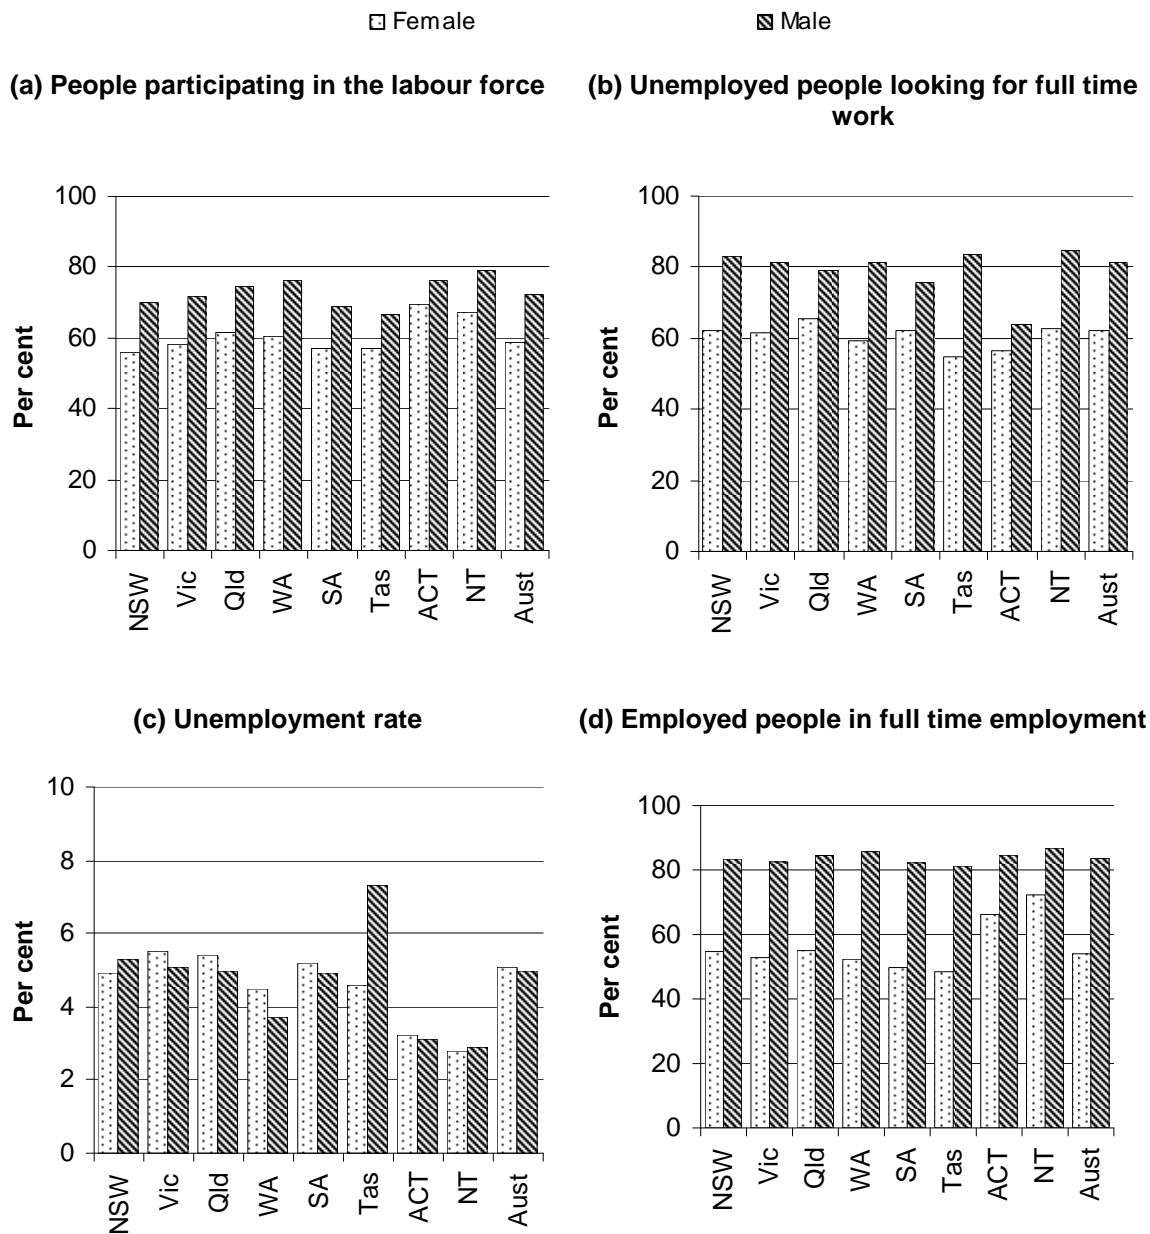 Female Male
(a) People participating in the labour force
Per cent
100
80
60
40
20
0
NSW Vic Qld WA SA Tas ACT NT Aust
(b) Unemployed people looking for full time
work
Per cent
100
80
60
40
20
0
NSW Vic Qld WA SA Tas ACT NT Aust
(c) Unemployment rate
Per cent
10
8
6
4
2
0
NSW Vic Qld WA SA Tas ACT NT Aust
(d) Employed people in full time employment
Per cent
100
80
60
40
20
0
NSW Vic Qld WA SA Tas ACT NT Aust